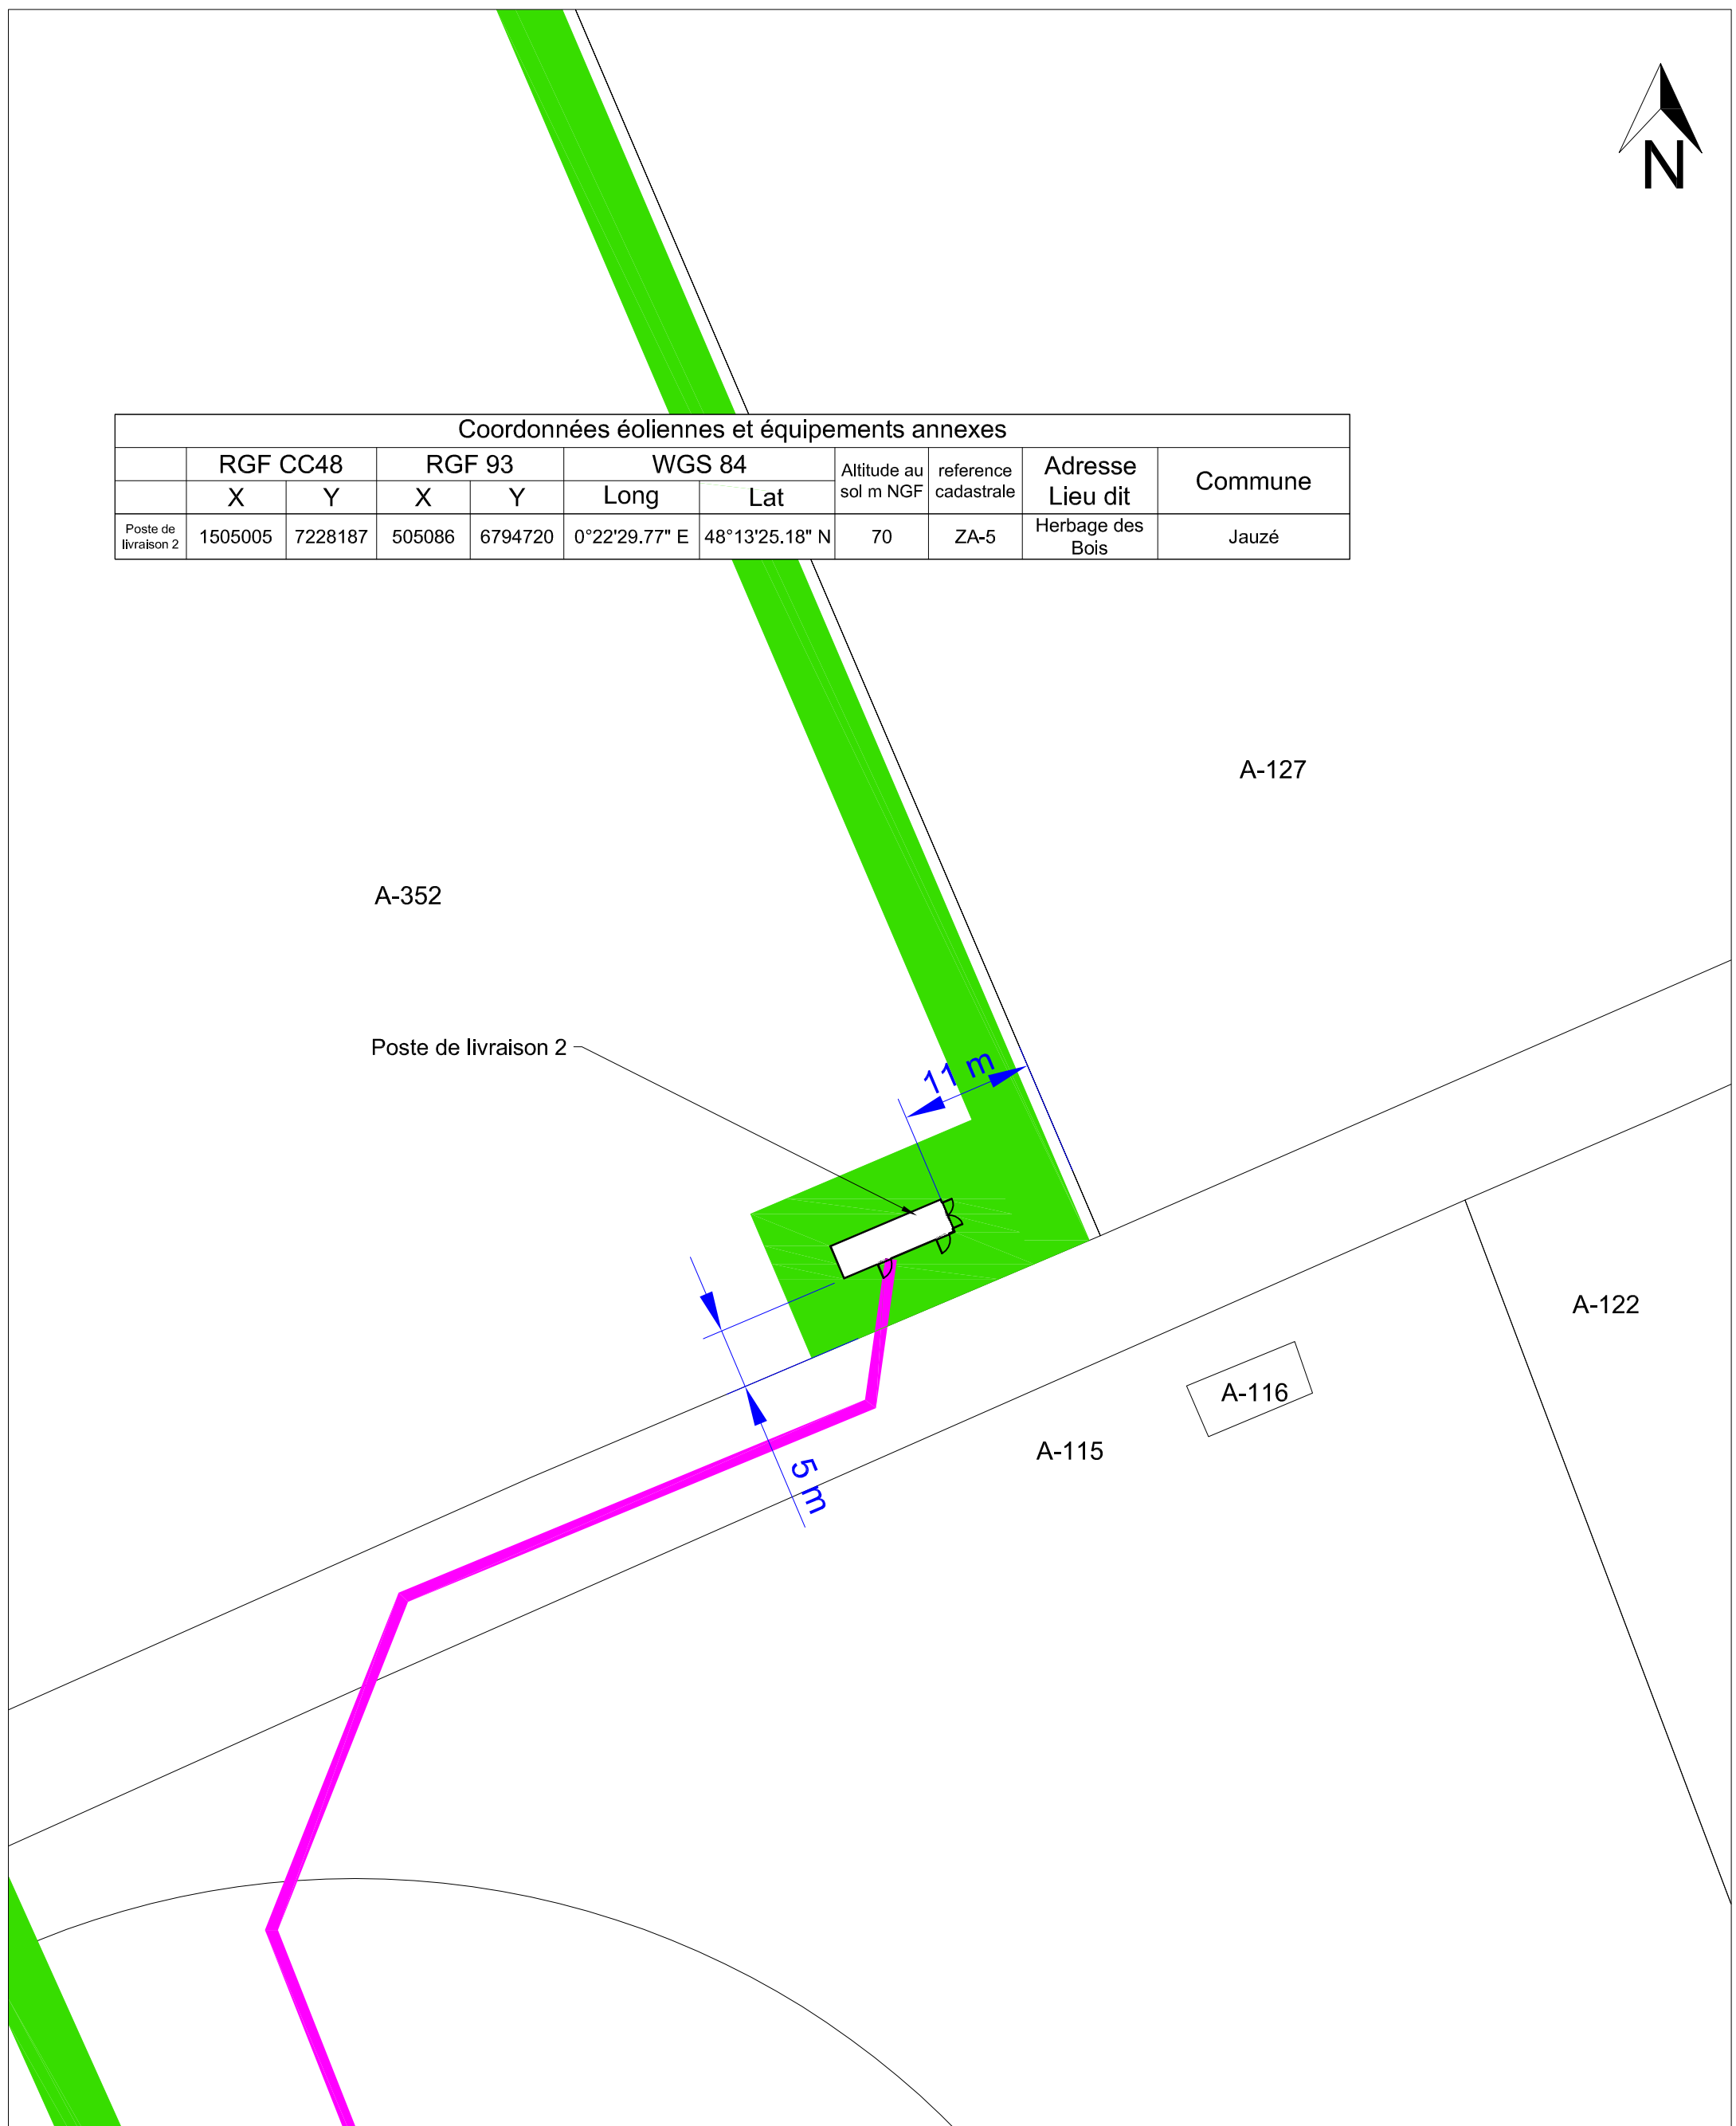 N
Coordonnées éoliennes et équipements annexes
RGF CC48 RGF 93 WGS 84 Altitude au sol m NGF reference cadastrale Adresse Lieu dit Commune
X Y X Y Long Lat
Poste de livraison 2 1505005 7228187 505086 6794720 0°22'29.77" E 48°13'25.18" N 70 ZA-5 Herbage des Bois Jauzé
A-127
A-352
Poste de livraison 2
11 m
A-122
A-116
A-115
5 m